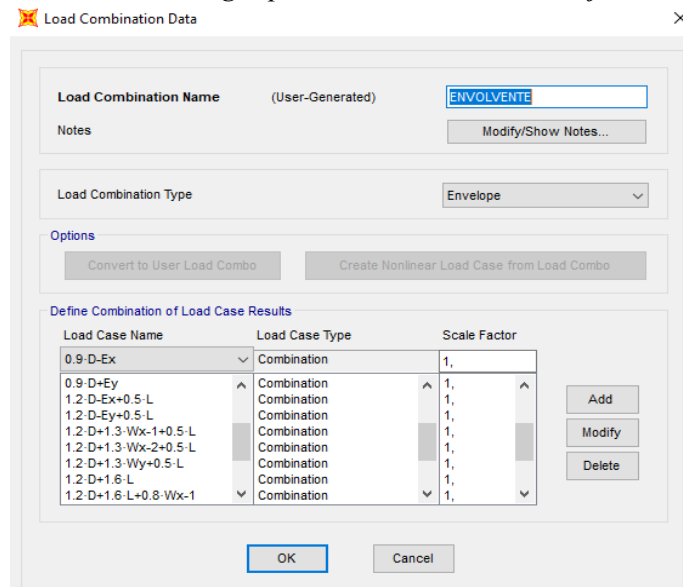 Load Combination Data
Load Combination Name (User-Generated) ENVOLVENTE
Notes Modify/Show Notes...
Load Combination Type Envelope
Options
Convert to User Load Combo Create Nonlinear Load Case from Load Combo
Define Combination of Load Case Results
Load Case Name Load Case Type Scale Factor
0.9·D-Ex Combination 1,
0.9·D+Ey Combination 1,
1.2·D-Ex+0.5·L Combination 1,
1.2·D-Ey+0.5·L Combination 1,
1.2·D+1.3·Wx-1+0.5·L Combination 1,
1.2·D+1.3·Wx-2+0.5·L Combination 1,
1.2·D+1.3·Wy+0.5·L Combination 1,
1.2·D+1.6·L Combination 1,
1.2·D+1.6·L+0.8·Wx-1 Combination 1,
Add
Modify
Delete
OK Cancel